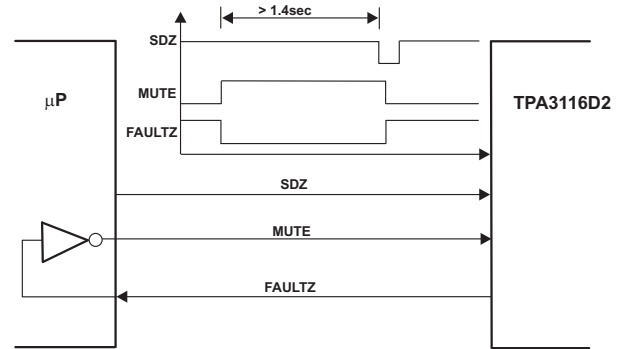 > 1.4sec
SDZ
MUTE
FAULTZ
μP
TPA3116D2
SDZ
MUTE
FAULTZ